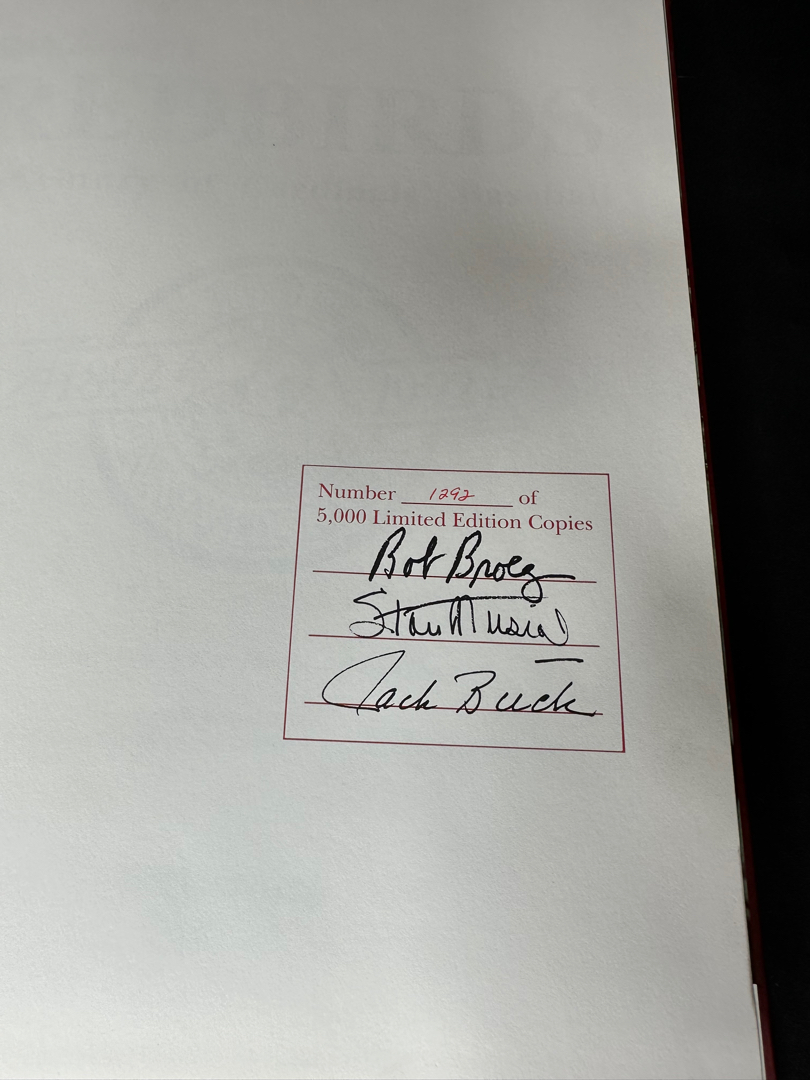 Number 1292 of
5,000 Limited Edition Copies
Bob Broeg
Stan Musial
Jack Buck